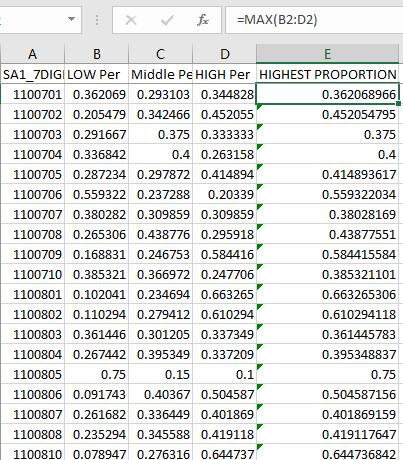 =MAX(B2:D2)
A B C D E
SA1_7DIGI LOW Per Middle Pe HIGH Per HIGHEST PROPORTION
1100701 0.362069 0.293103 0.344828 0.362068966
1100702 0.205479 0.342466 0.452055 0.452054795
1100703 0.291667 0.375 0.333333 0.375
1100704 0.336842 0.4 0.263158 0.4
1100705 0.287234 0.297872 0.414894 0.414893617
1100706 0.559322 0.237288 0.20339 0.559322034
1100707 0.380282 0.309859 0.309859 0.38028169
1100708 0.265306 0.438776 0.295918 0.43877551
1100709 0.168831 0.246753 0.584416 0.584415584
1100710 0.385321 0.366972 0.247706 0.385321101
1100801 0.102041 0.234694 0.663265 0.663265306
1100802 0.110294 0.279412 0.610294 0.610294118
1100803 0.361446 0.301205 0.337349 0.361445783
1100804 0.267442 0.395349 0.337209 0.395348837
1100805 0.75 0.15 0.1 0.75
1100806 0.091743 0.40367 0.504587 0.504587156
1100807 0.261682 0.336449 0.401869 0.401869159
1100808 0.235294 0.345588 0.419118 0.419117647
1100810 0.078947 0.276316 0.644737 0.644736842